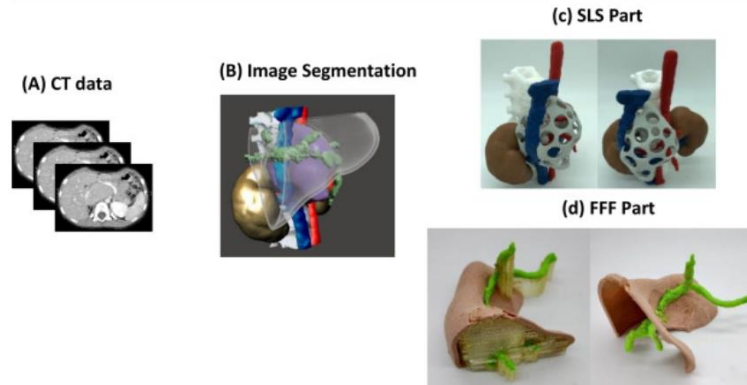 (A) CT data
(B) Image Segmentation
(c) SLS Part
(d) FFF Part